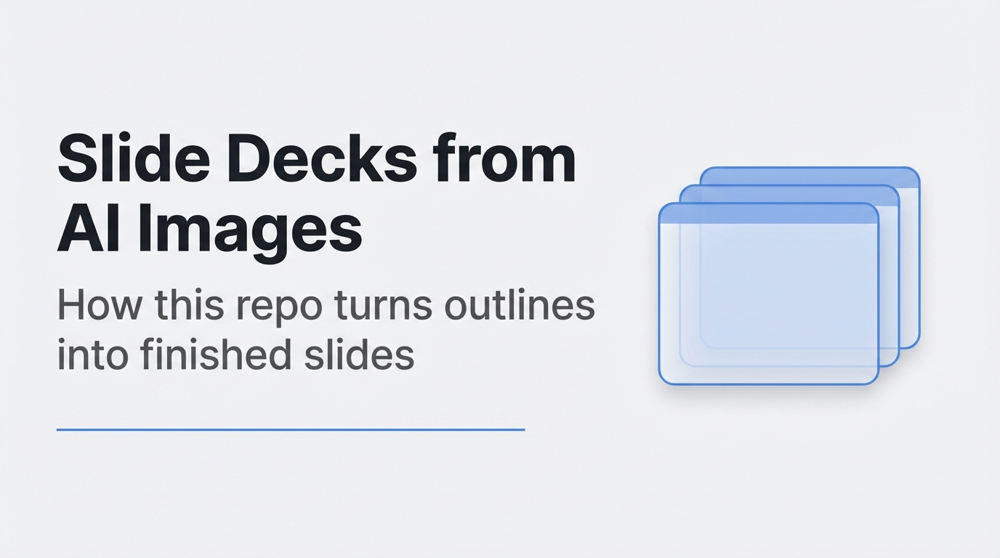 Slide Decks from
AI Images
How this repo turns outlines
into finished slides